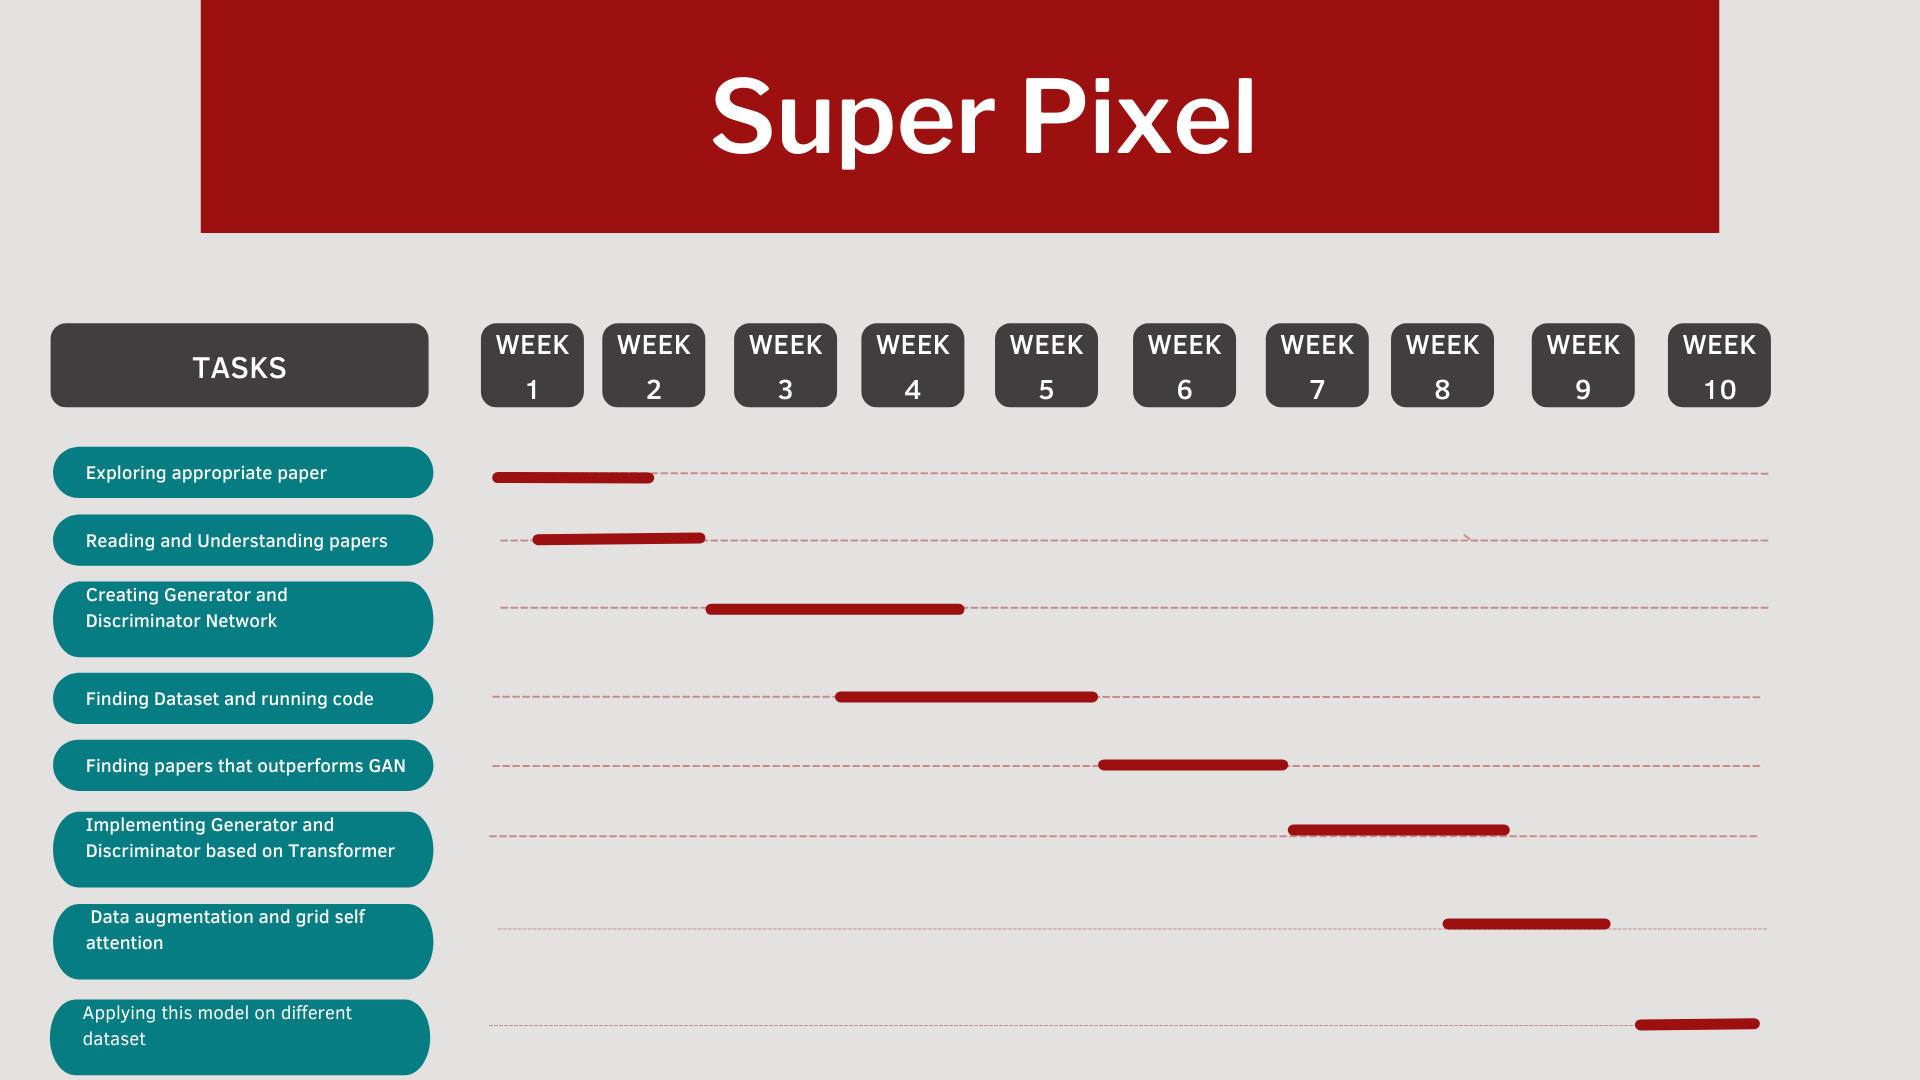 Super Pixel
TASKS
WEEK 1
WEEK 2
WEEK 3
WEEK 4
WEEK 5
WEEK 6
WEEK 7
WEEK 8
WEEK 9
WEEK 10
Exploring appropriate paper
Reading and Understanding papers
Creating Generator and
Discriminator Network
Finding Dataset and running code
Finding papers that outperforms GAN
Implementing Generator and
Discriminator based on Transformer
Data augmentation and grid self
attention
Applying this model on different
dataset